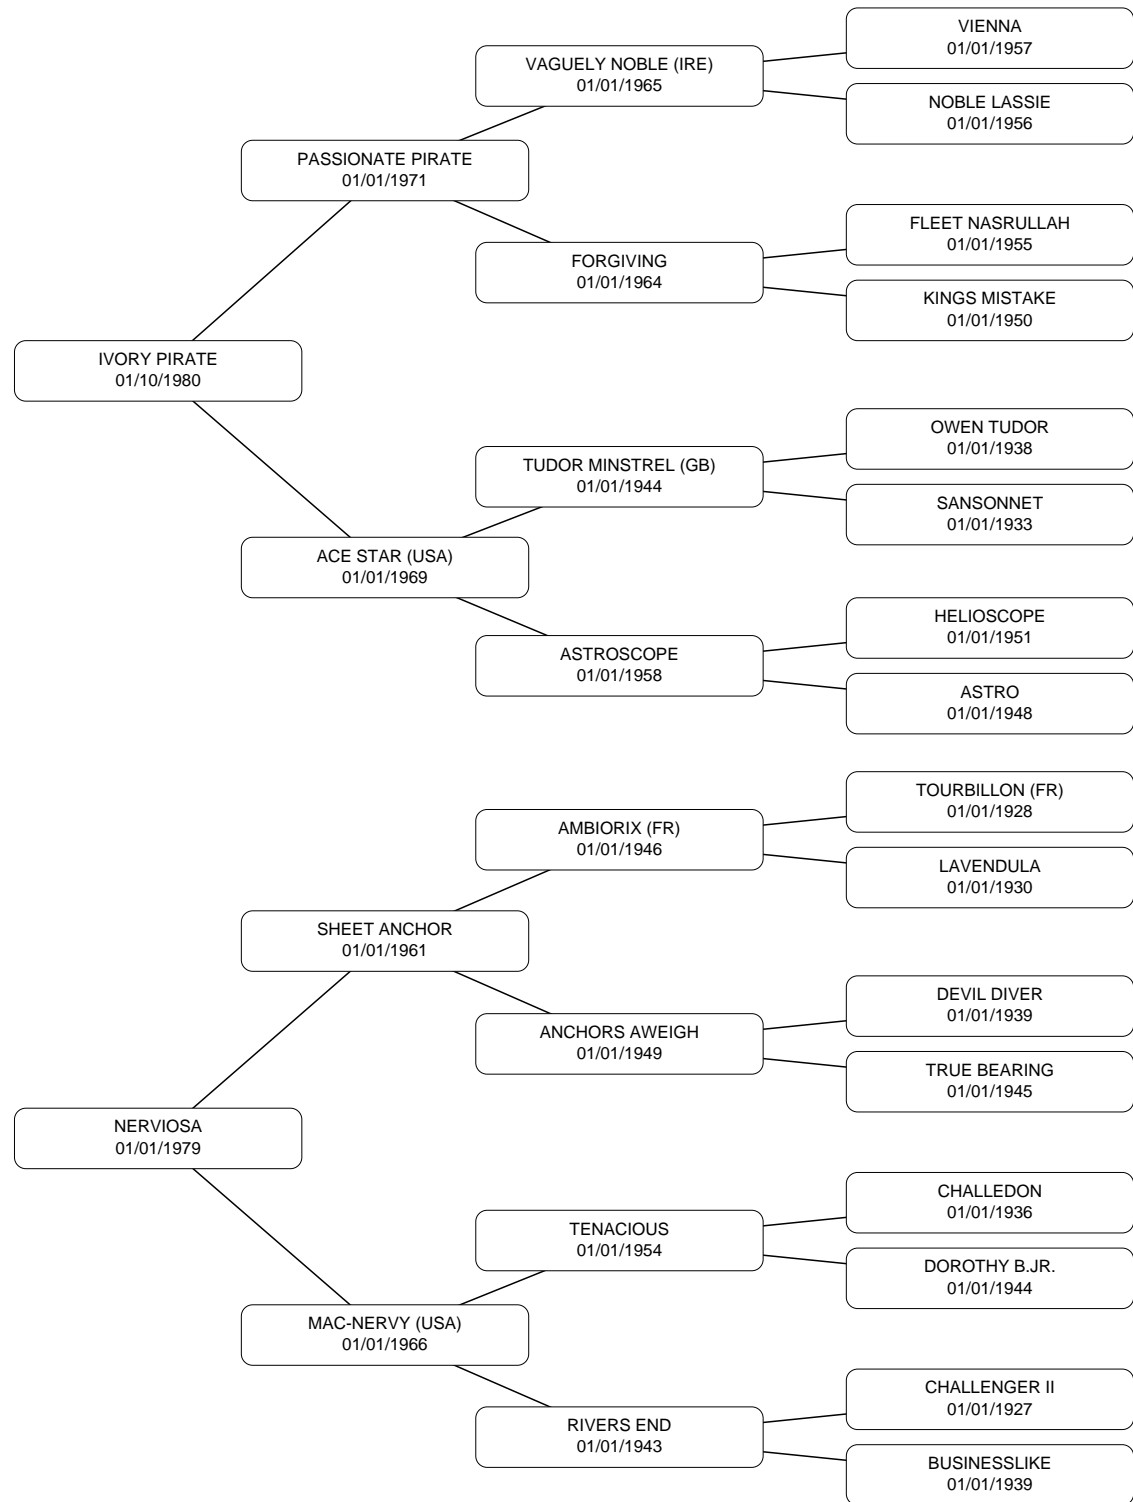 VIENNA
01/01/1957
VAGUELY NOBLE (IRE)
01/01/1965
NOBLE LASSIE
01/01/1956
PASSIONATE PIRATE
01/01/1971
FLEET NASRULLAH
01/01/1955
FORGIVING
01/01/1964
KINGS MISTAKE
01/01/1950
IVORY PIRATE
01/10/1980
OWEN TUDOR
01/01/1938
TUDOR MINSTREL (GB)
01/01/1944
SANSONNET
01/01/1933
ACE STAR (USA)
01/01/1969
HELIOSCOPE
01/01/1951
ASTROSCOPE
01/01/1958
ASTRO
01/01/1948
TOURBILLON (FR)
01/01/1928
AMBIORIX (FR)
01/01/1946
LAVENDULA
01/01/1930
SHEET ANCHOR
01/01/1961
DEVIL DIVER
01/01/1939
ANCHORS AWEIGH
01/01/1949
TRUE BEARING
01/01/1945
NERVIOSA
01/01/1979
CHALLEDON
01/01/1936
TENACIOUS
01/01/1954
DOROTHY B.JR.
01/01/1944
MAC-NERVY (USA)
01/01/1966
CHALLENGER II
01/01/1927
RIVERS END
01/01/1943
BUSINESSLIKE
01/01/1939